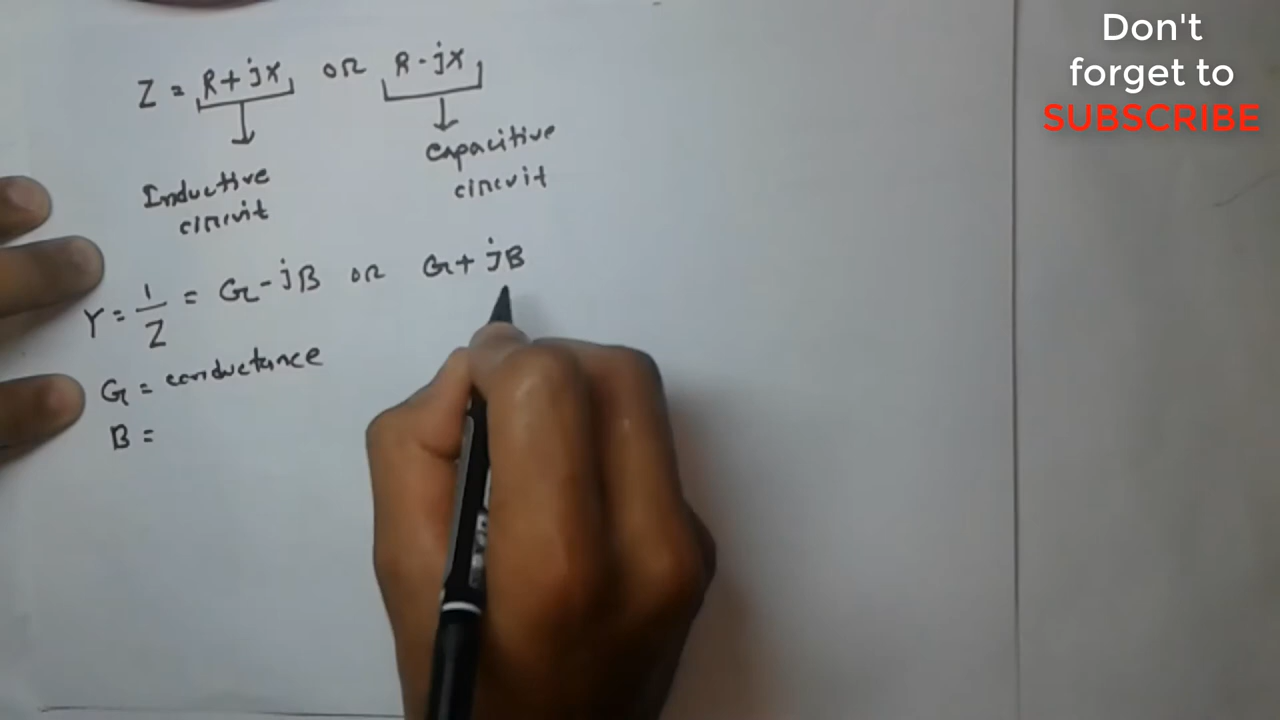 Z = R + jX or R - jX
Inductive
circuit
Capacitive
circuit
Y = 1/Z = G - jB or G + jB
G = conductance
B =
Don't
forget to
SUBSCRIBE